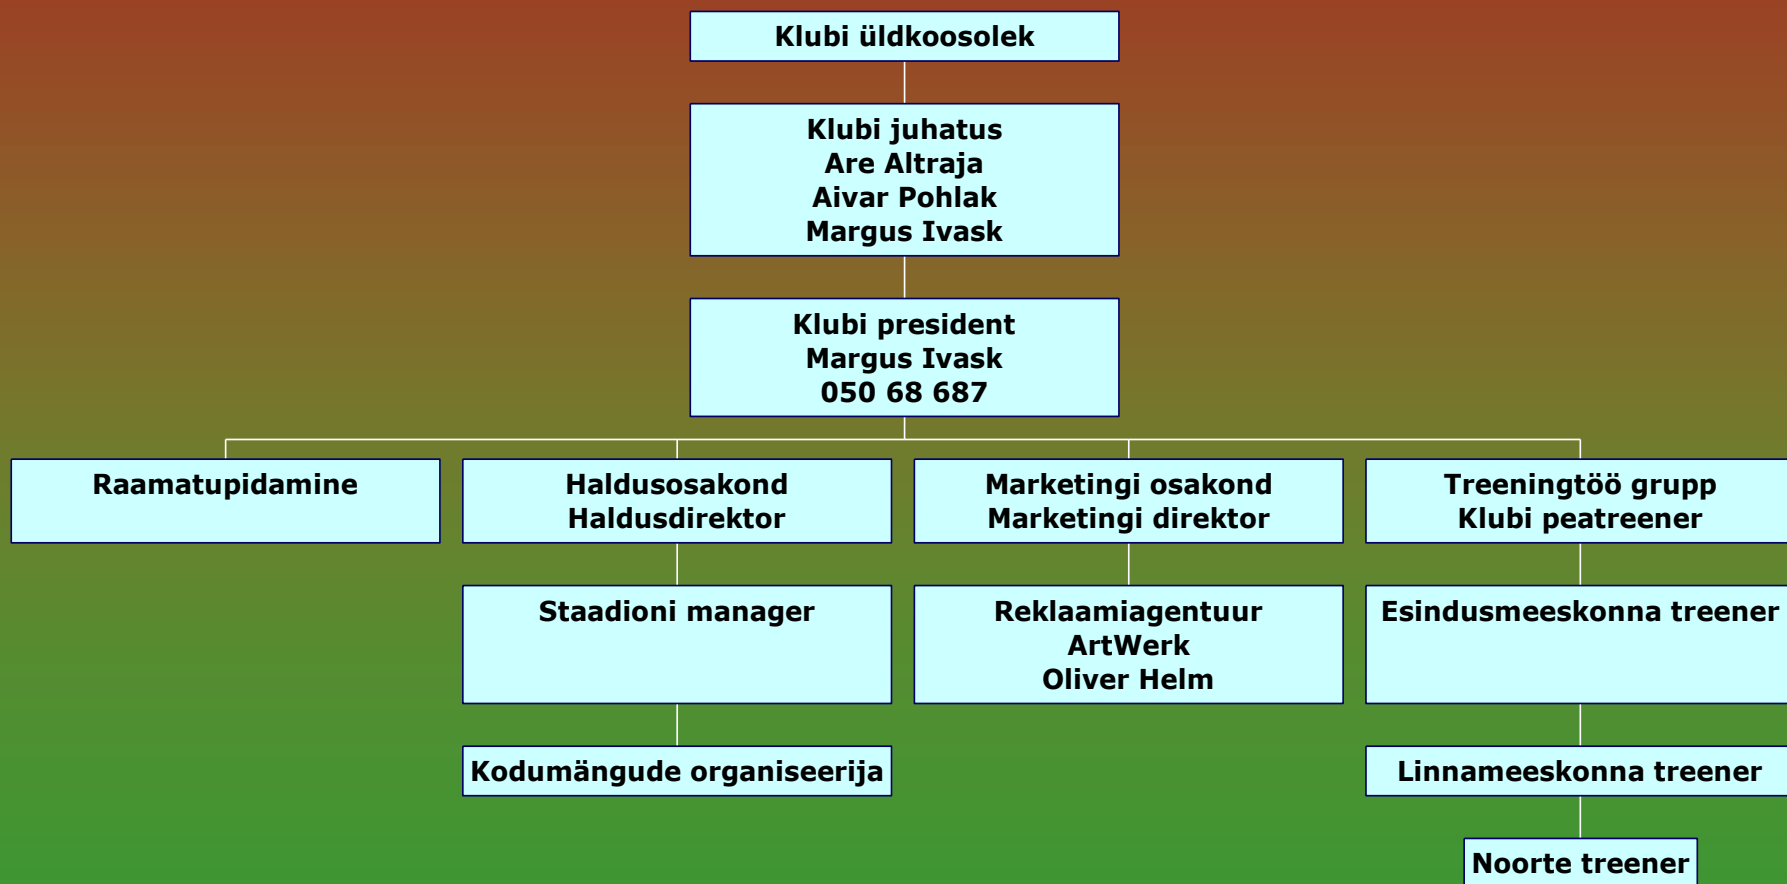 Klubi üldkoosolek
Klubi juhatus
Are Altraja
Aivar Pohlak
Margus Ivask
Klubi president
Margus Ivask
050 68 687
Raamatupidamine
Haldusosakond
Haldusdirektor
Marketingi osakond
Marketingi direktor
Treeningtöö grupp
Klubi peatreener
Staadioni manager
Reklaamiagentuur
ArtWerk
Oliver Helm
Esindusmeeskonna treener
Kodumängude organiseerija
Linnameeskonna treener
Noorte treener